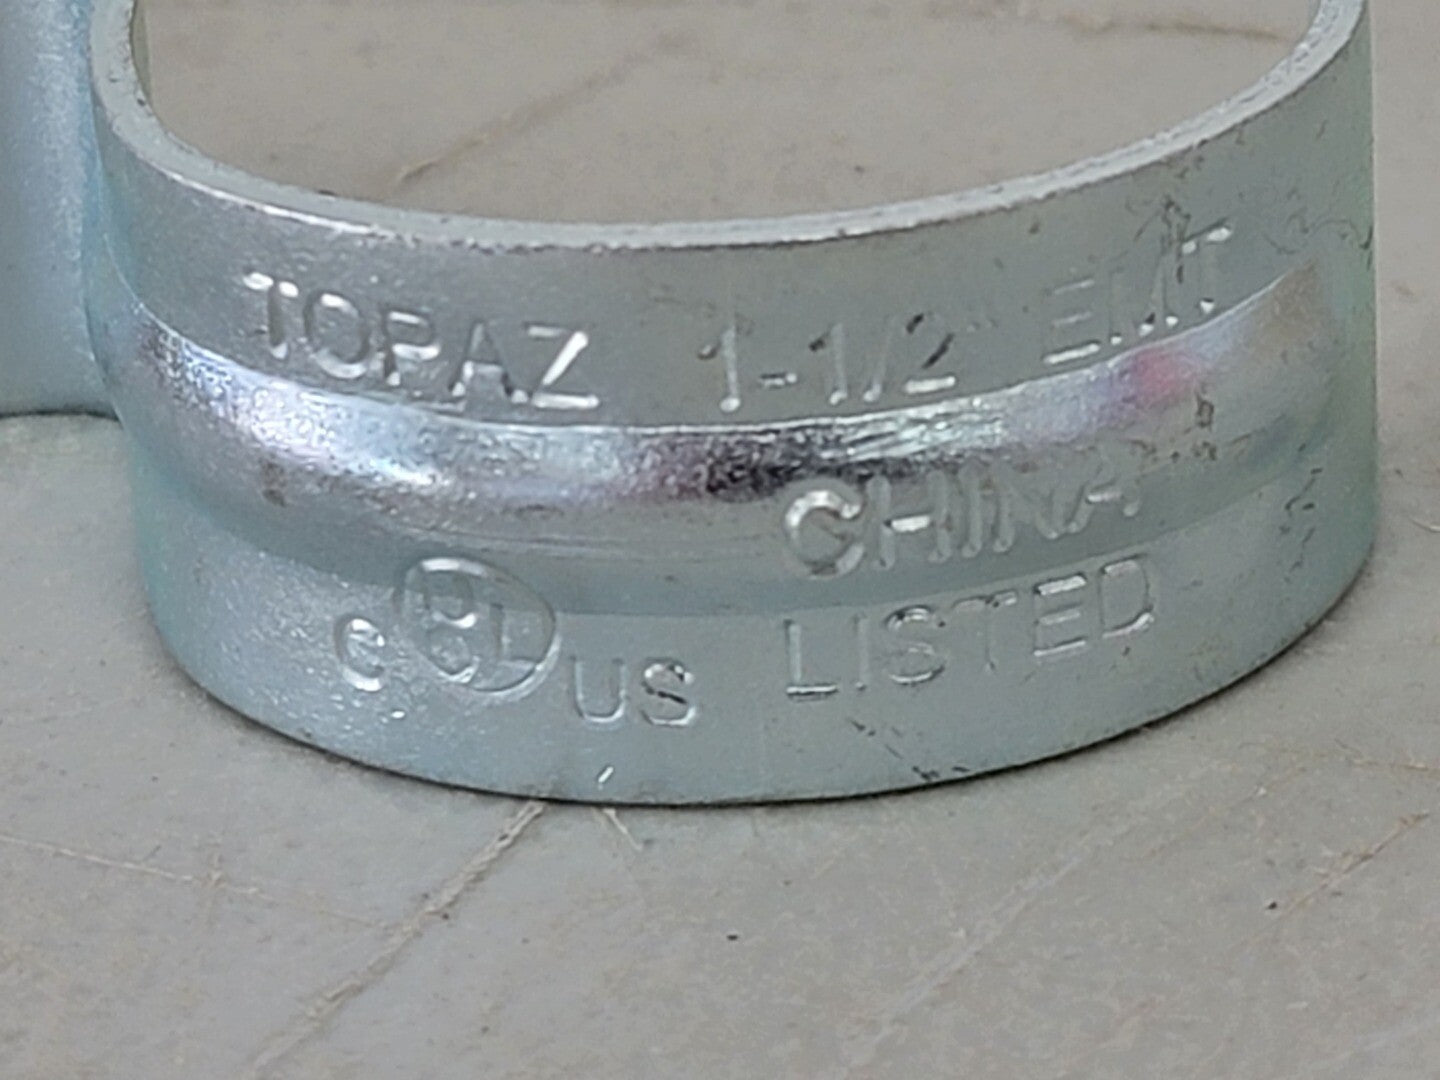 TOPAZ 1-1/2" EMT
CHINA
c UL US LISTED